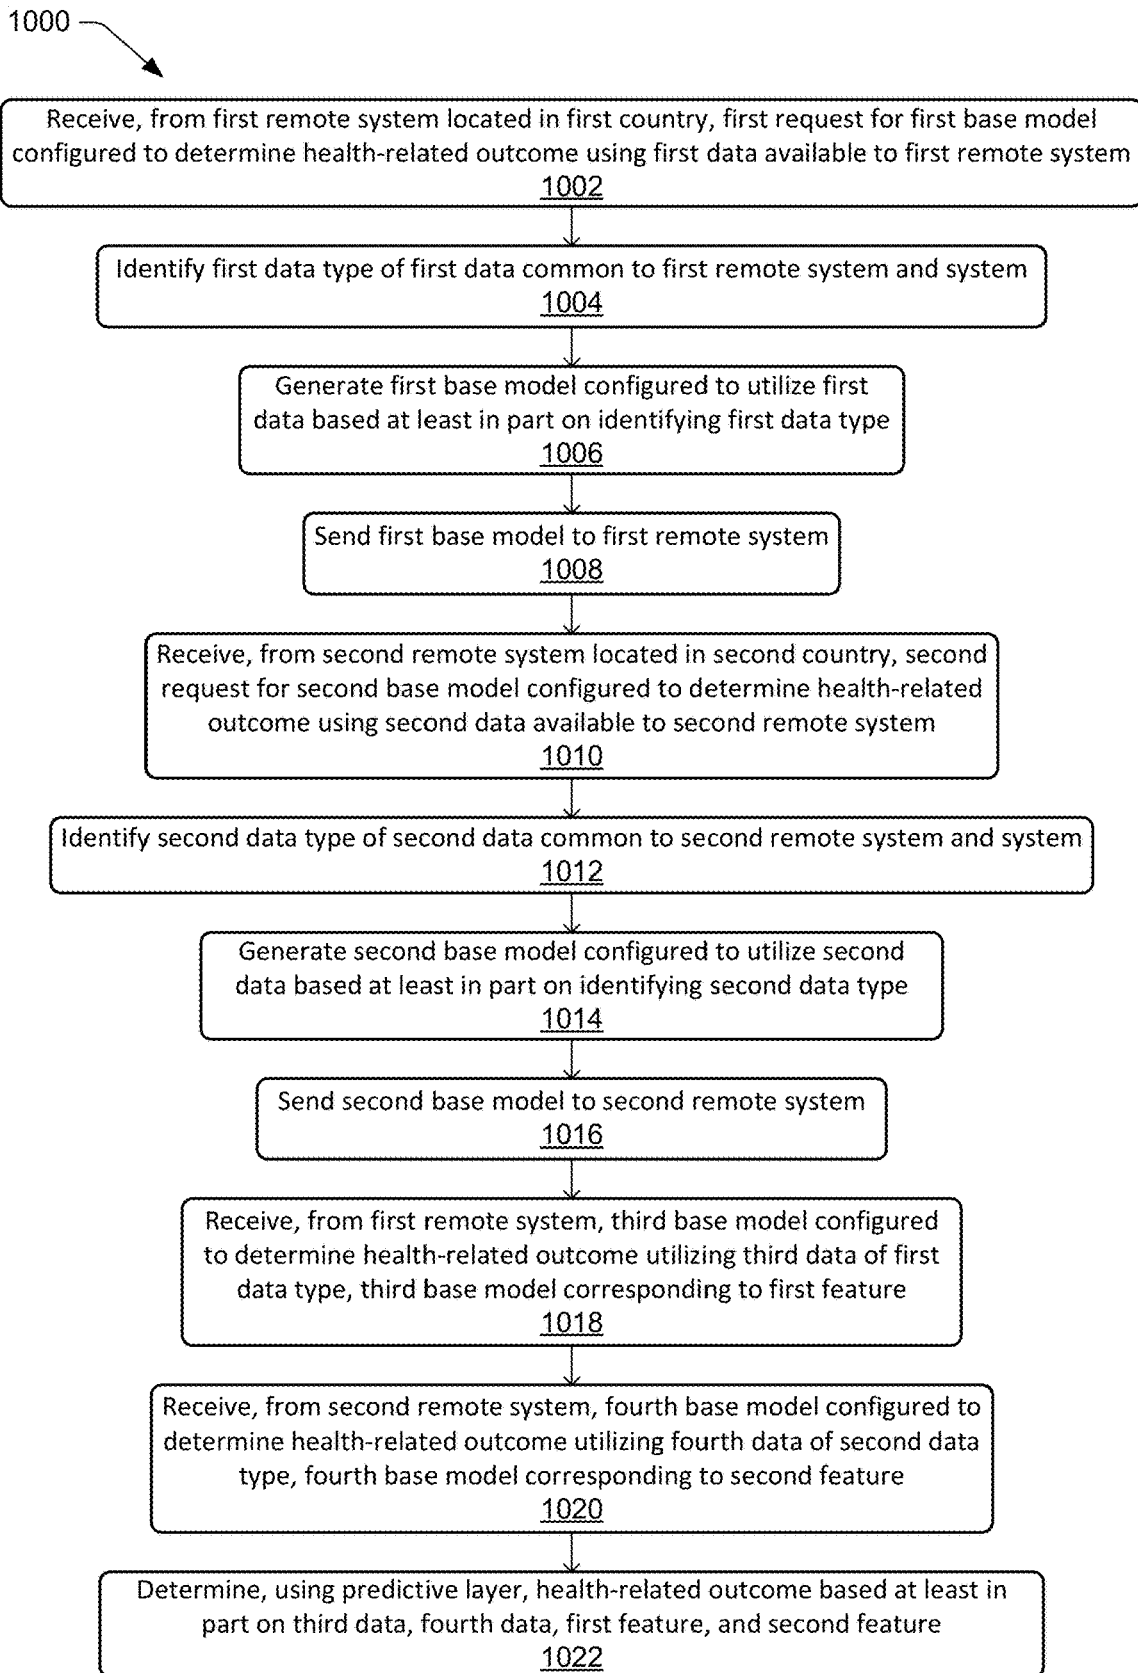 1000
Receive, from first remote system located in first country, first request for first base model
configured to determine health-related outcome using first data available to first remote system
1002
Identify first data type of first data common to first remote system and system
1004
Generate first base model configured to utilize first
data based at least in part on identifying first data type
1006
Send first base model to first remote system
1008
Receive, from second remote system located in second country, second
request for second base model configured to determine health-related
outcome using second data available to second remote system
1010
Identify second data type of second data common to second remote system and system
1012
Generate second base model configured to utilize second
data based at least in part on identifying second data type
1014
Send second base model to second remote system
1016
Receive, from first remote system, third base model configured
to determine health-related outcome utilizing third data of first
data type, third base model corresponding to first feature
1018
Receive, from second remote system, fourth base model configured to
determine health-related outcome utilizing fourth data of second data
type, fourth base model corresponding to second feature
1020
Determine, using predictive layer, health-related outcome based at least in
part on third data, fourth data, first feature, and second feature
1022